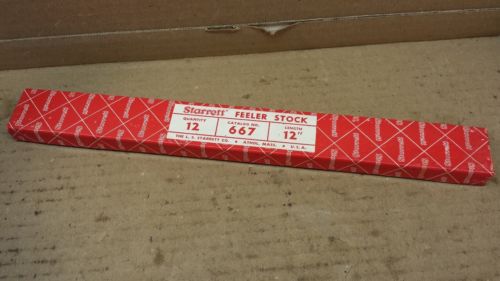 Starrett FEELER STOCK
QUANTITY CATALOG NO. LENGTH
12 667 12"
THE L. S. STARRETT CO. • ATHOL, MASS. • U.S.A.